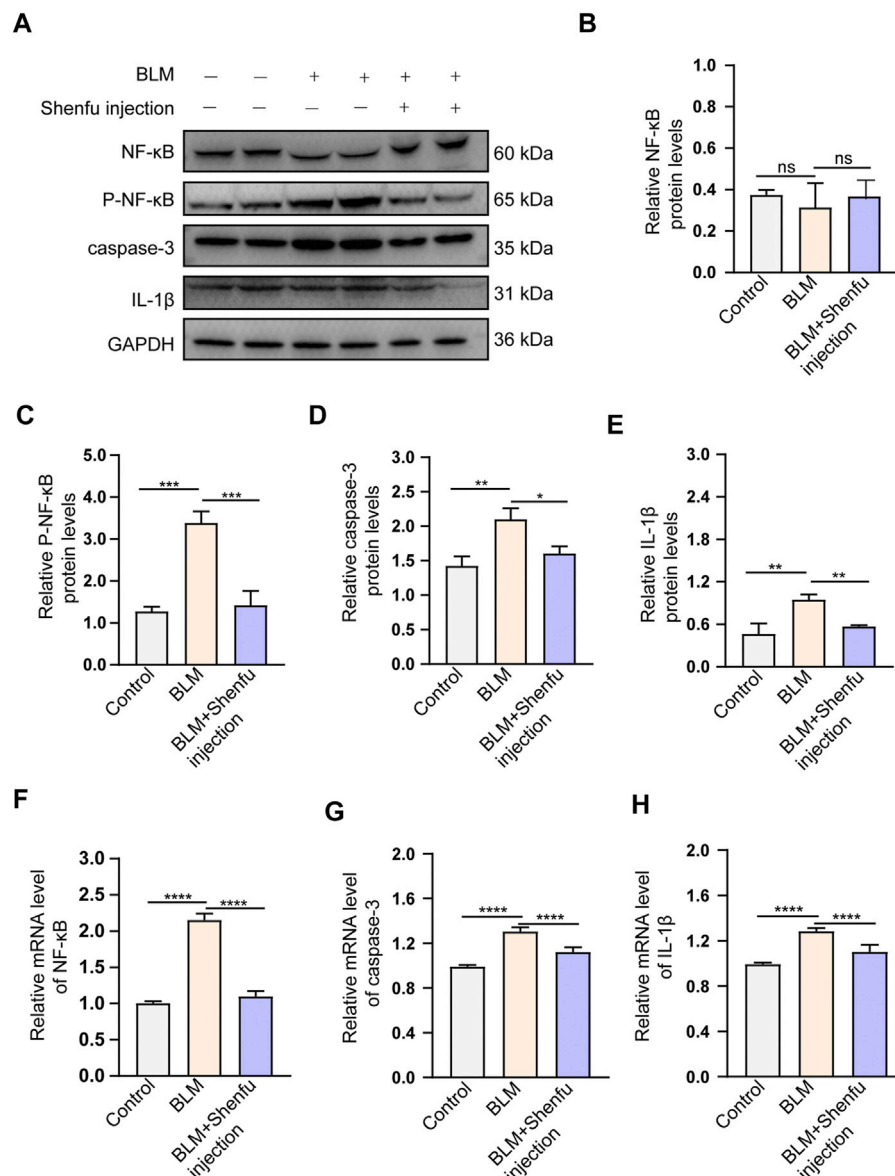 A
BLM − − + + + +
Shenfu injection − − − − + +
NF-κB 60 kDa
P-NF-κB 65 kDa
caspase-3 35 kDa
IL-1β 31 kDa
GAPDH 36 kDa
B
Relative NF-κB
protein levels
1.0
0.8
0.6
0.4
0.2
0.0
ns ns
Control
BLM
BLM+Shenfu
injection
C
Relative P-NF-κB
protein levels
5.0
4.0
3.0
2.0
1.0
0.0
*** ***
Control
BLM
BLM+Shenfu
injection
D
Relative caspase-3
protein levels
3.0
2.5
2.0
1.5
1.0
0.5
0.0
** *
Control
BLM
BLM+Shenfu
injection
E
Relative IL-1β
protein levels
3.0
2.4
1.8
1.2
0.6
0.0
** **
Control
BLM
BLM+Shenfu
injection
F
Relative mRNA level
of NF-κB
3.0
2.5
2.0
1.5
1.0
0.5
0.0
**** ****
Control
BLM
BLM+Shenfu
injection
G
Relative mRNA level
of caspase-3
2.0
1.6
1.2
0.8
0.4
0.0
**** ****
Control
BLM
BLM+Shenfu
injection
H
Relative mRNA level
of IL-1β
2.0
1.6
1.2
0.8
0.4
0.0
**** ****
Control
BLM
BLM+Shenfu
injection